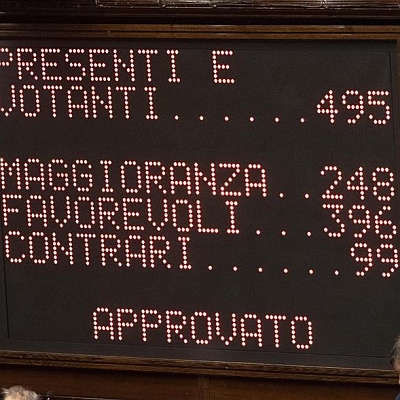 PRESENTI E
VOTANTI......495
MAGGIORANZA..248
FAVOREVOLI...396
CONTRARI......99
APPROVATO